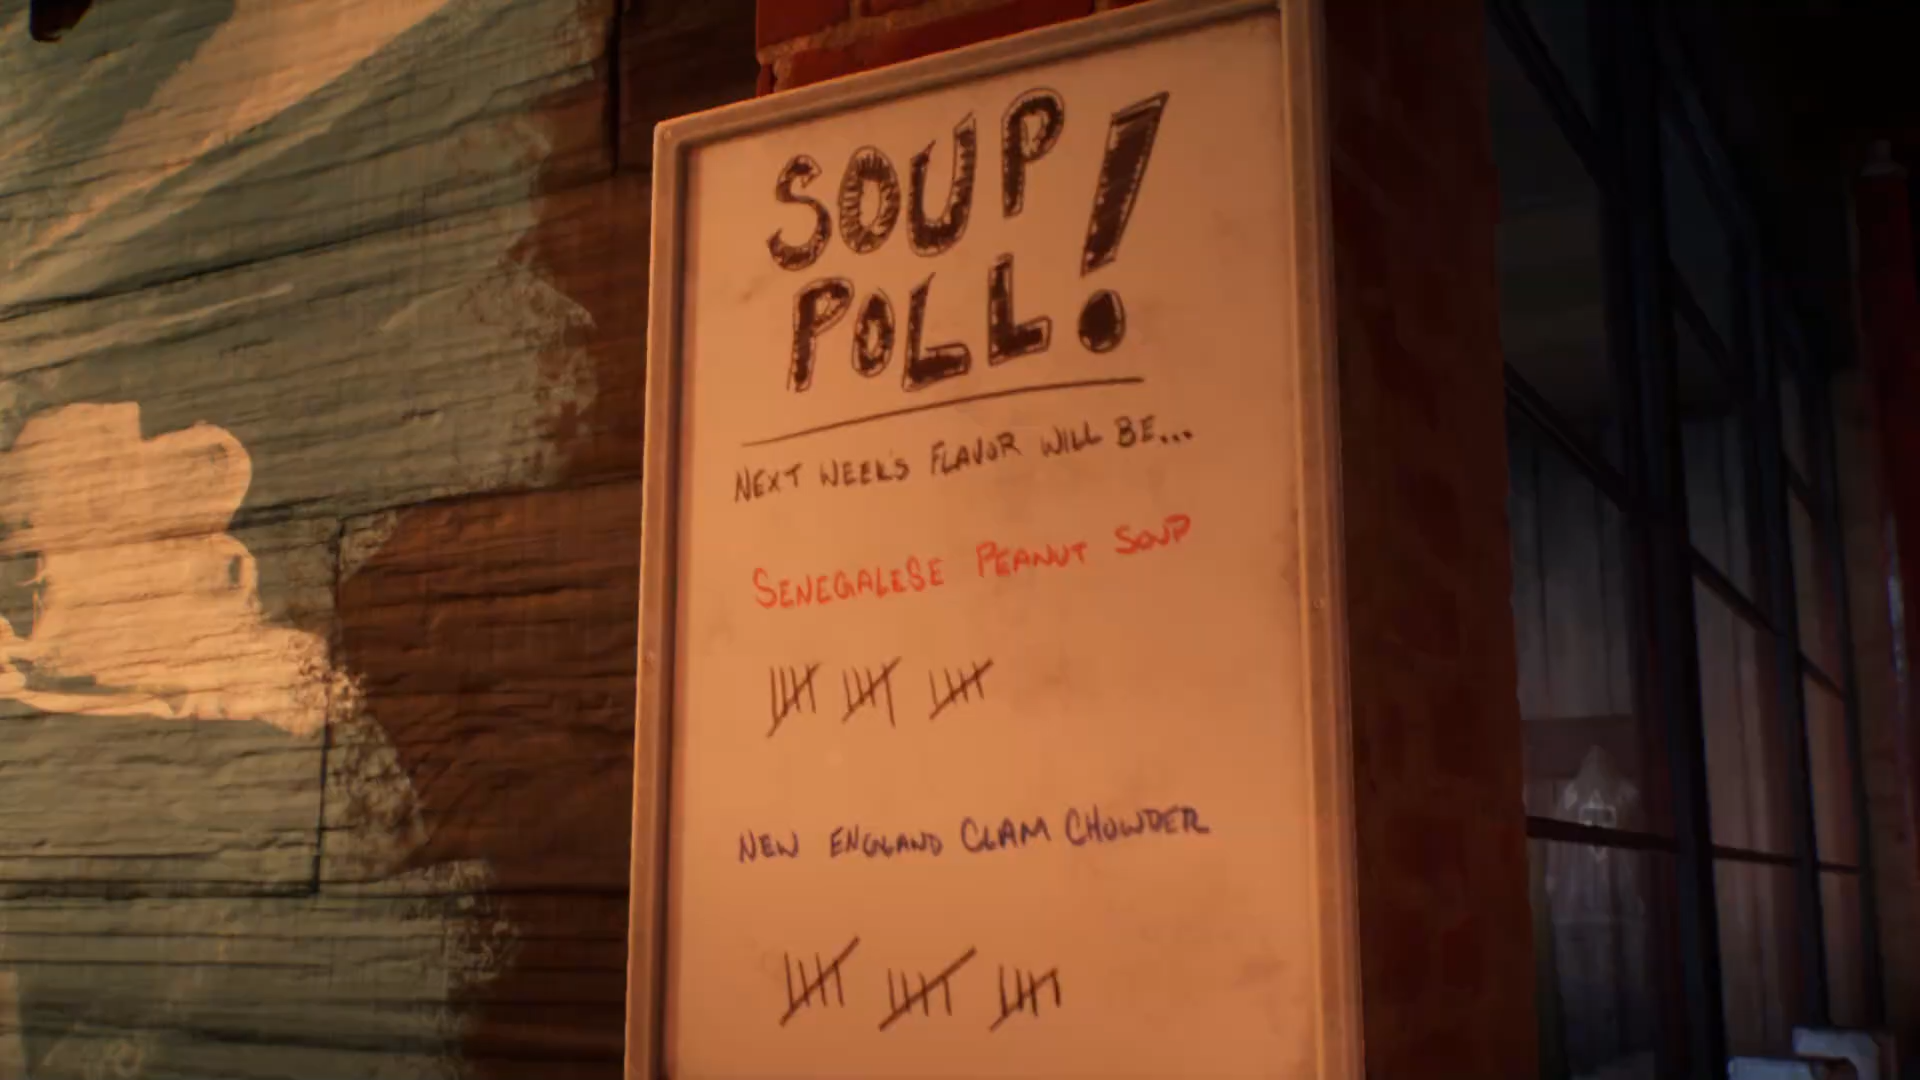 SOUP
POLL!
NEXT WEEK'S FLAVOR WILL BE...
SENEGALESE PEANUT SOUP
NEW ENGLAND CLAM CHOWDER